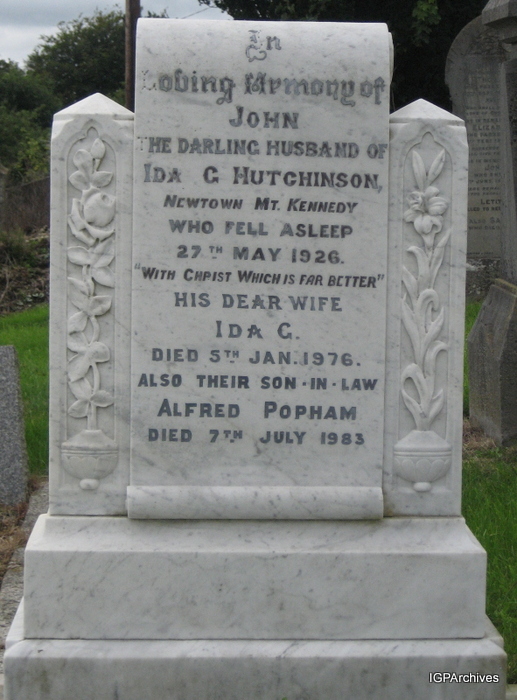 In
Loving Memory of
JOHN
THE DARLING HUSBAND OF
IDA G HUTCHINSON,
NEWTOWN MT. KENNEDY
WHO FELL ASLEEP
27TH MAY 1926.
"WITH CHRIST WHICH IS FAR BETTER"
HIS DEAR WIFE
IDA G.
DIED 5TH JAN. 1976.
ALSO THEIR SON-IN-LAW
ALFRED POPHAM
DIED 7TH JULY 1983
IGPArchives